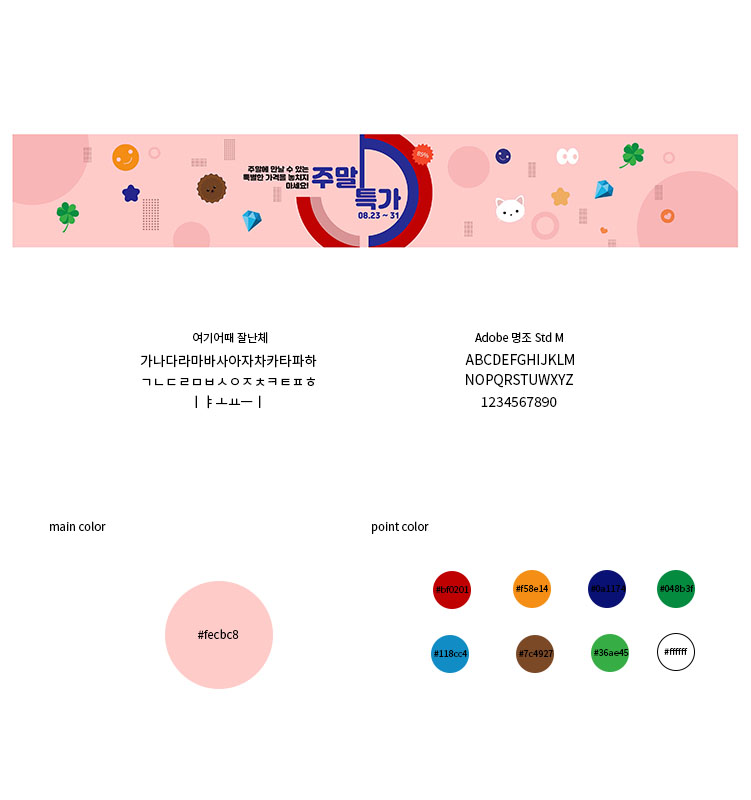 주말에 만날 수 있는
특별한 가격을 놓치지
마세요!
주말
특가
08.23 ~ 31
85%
여기어때 잘난체
가나다라마바사아자차카타파하
ㄱㄴㄷㄹㅁㅂㅅㅇㅈㅊㅋㅌㅍㅎ
ㅣㅑㅗㅛㅡㅣ
Adobe 명조 Std M
ABCDEFGHIJKLM
NOPQRSTUWXYZ
1234567890
main color
#fecbc8
point color
#bf0201 #f58e14 #0a1174 #048b3f
#118cc4 #7c4927 #36ae45 #ffffff